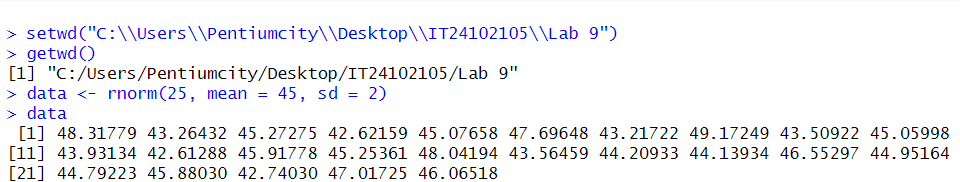 > setwd("C:\\Users\\Pentiumcity\\Desktop\\IT24102105\\Lab 9")
> getwd()
[1] "C:/Users/Pentiumcity/Desktop/IT24102105/Lab 9"
> data <- rnorm(25, mean = 45, sd = 2)
> data
 [1] 48.31779 43.26432 45.27275 42.62159 45.07658 47.69648 43.21722 49.17249 43.50922 45.05998
[11] 43.93134 42.61288 45.91778 45.25361 48.04194 43.56459 44.20933 44.13934 46.55297 44.95164
[21] 44.79223 45.88030 42.74030 47.01725 46.06518